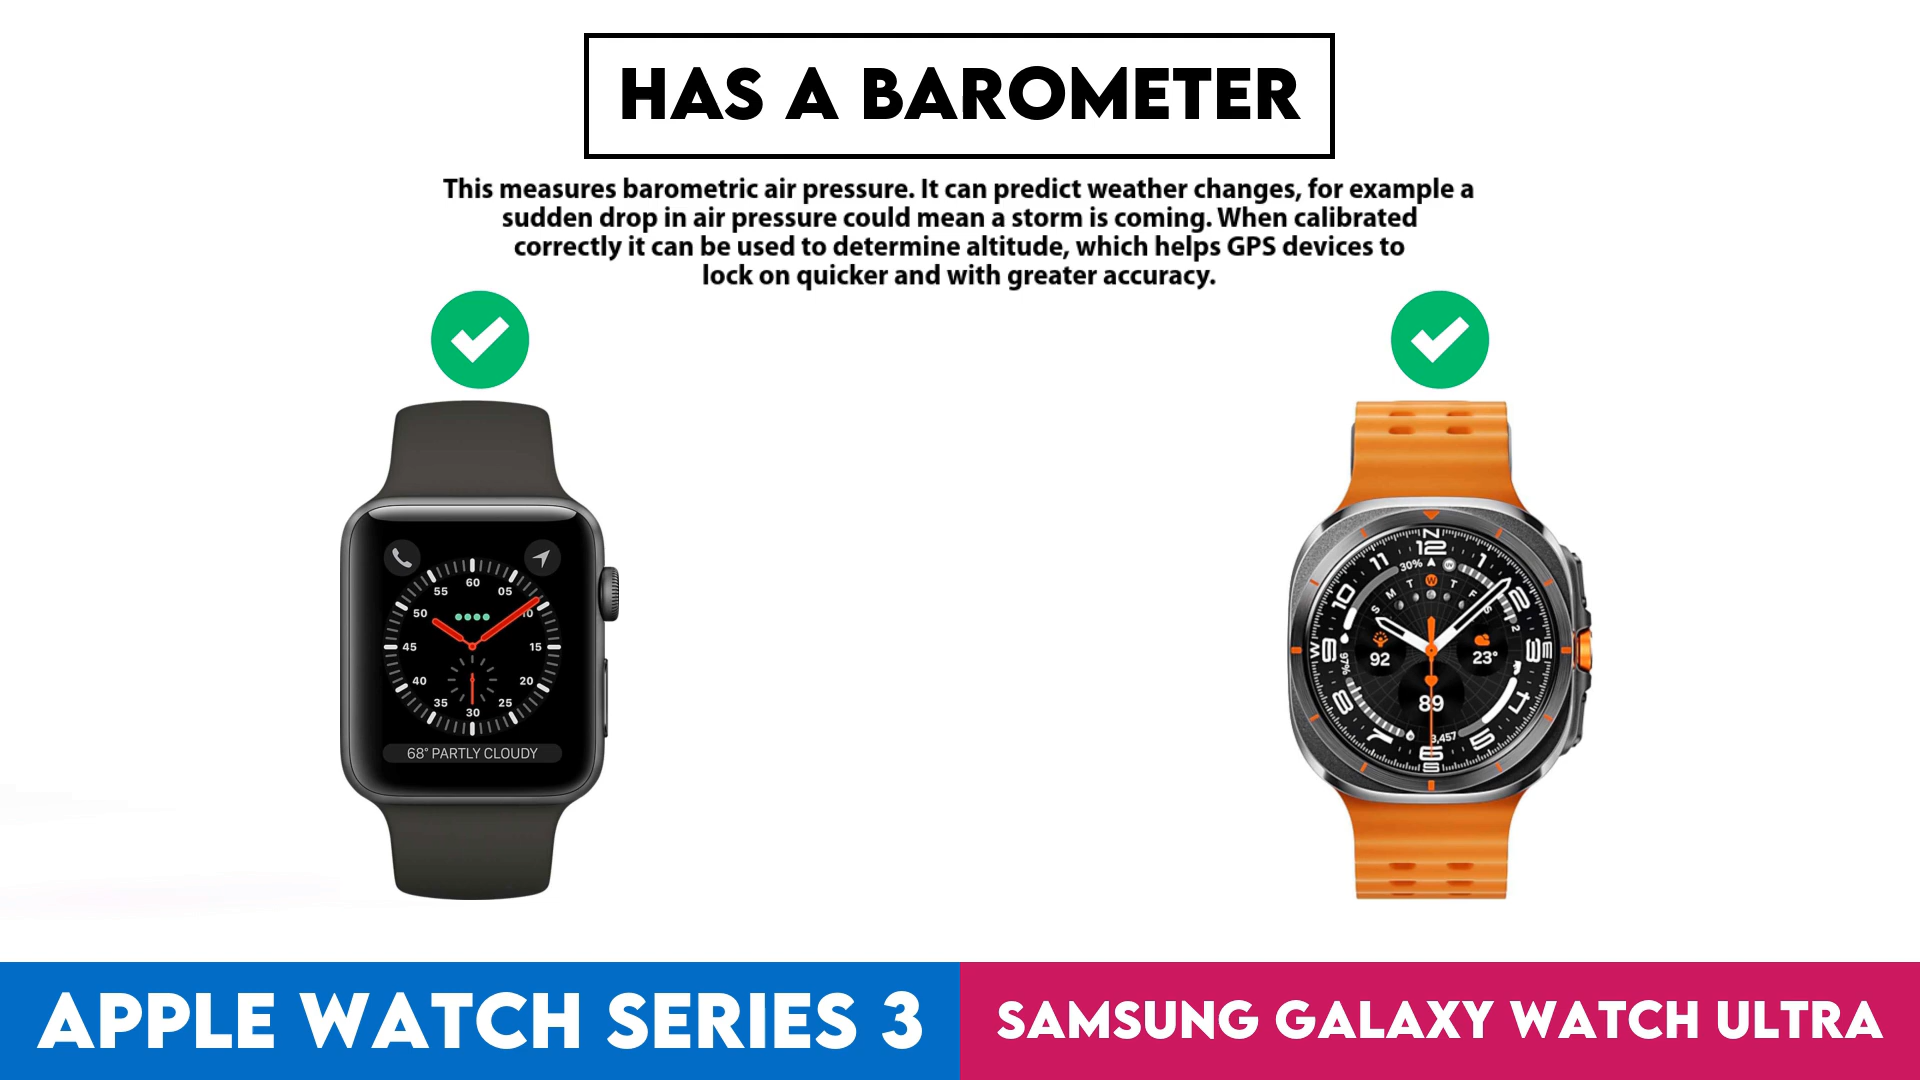 HAS A BAROMETER
This measures barometric air pressure. It can predict weather changes, for example a
sudden drop in air pressure could mean a storm is coming. When calibrated
correctly it can be used to determine altitude, which helps GPS devices to
lock on quicker and with greater accuracy.
60
55 05
50 10
45 15
40 20
35 25
30
68° PARTLY CLOUDY
N
12
11 1
30% UV
T W T
M F
S S
10 2
2
W 9 3 E
97%
92 23°
8 4
89
7 5
3,457
6
S
APPLE WATCH SERIES 3
SAMSUNG GALAXY WATCH ULTRA